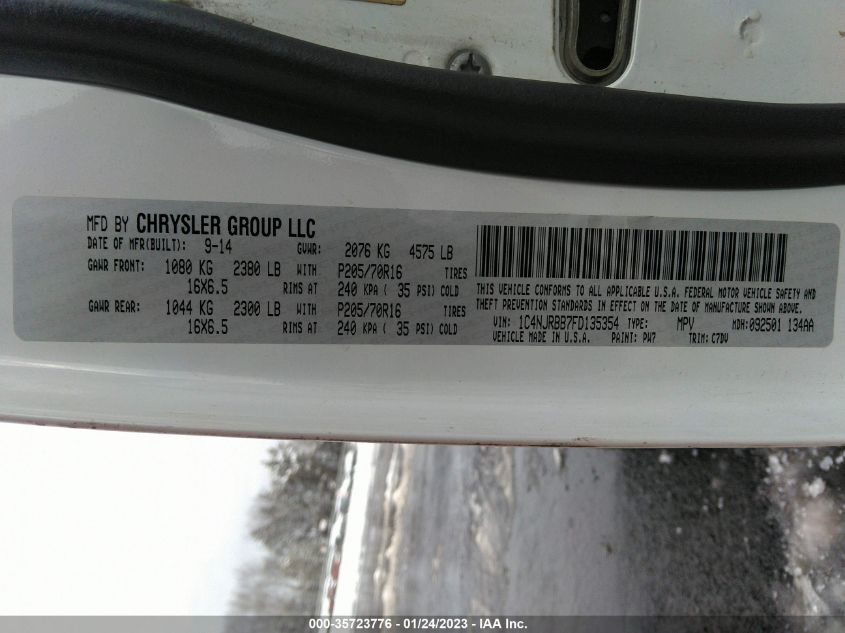 MFD BY CHRYSLER GROUP LLC
DATE OF MFR(BUILT): 9-14 GVWR: 2076 KG 4575 LB
GAWR FRONT: 1080 KG 2380 LB WITH P205/70R16 TIRES
16X6.5 RIMS AT 240 KPA ( 35 PSI) COLD
GAWR REAR: 1044 KG 2300 LB WITH P205/70R16 TIRES
16X6.5 RIMS AT 240 KPA ( 35 PSI) COLD
THIS VEHICLE CONFORMS TO ALL APPLICABLE U.S.A. FEDERAL MOTOR VEHICLE SAFETY AND
THEFT PREVENTION STANDARDS IN EFFECT ON THE DATE OF MANUFACTURE SHOWN ABOVE.
VIN: 1C4NJRBB7FD135354 TYPE: MPV MDH:092501 134AA
VEHICLE MADE IN U.S.A. PAINT: PW7 TRIM: C7DV
000-35723776 - 01/24/2023 - IAA Inc.